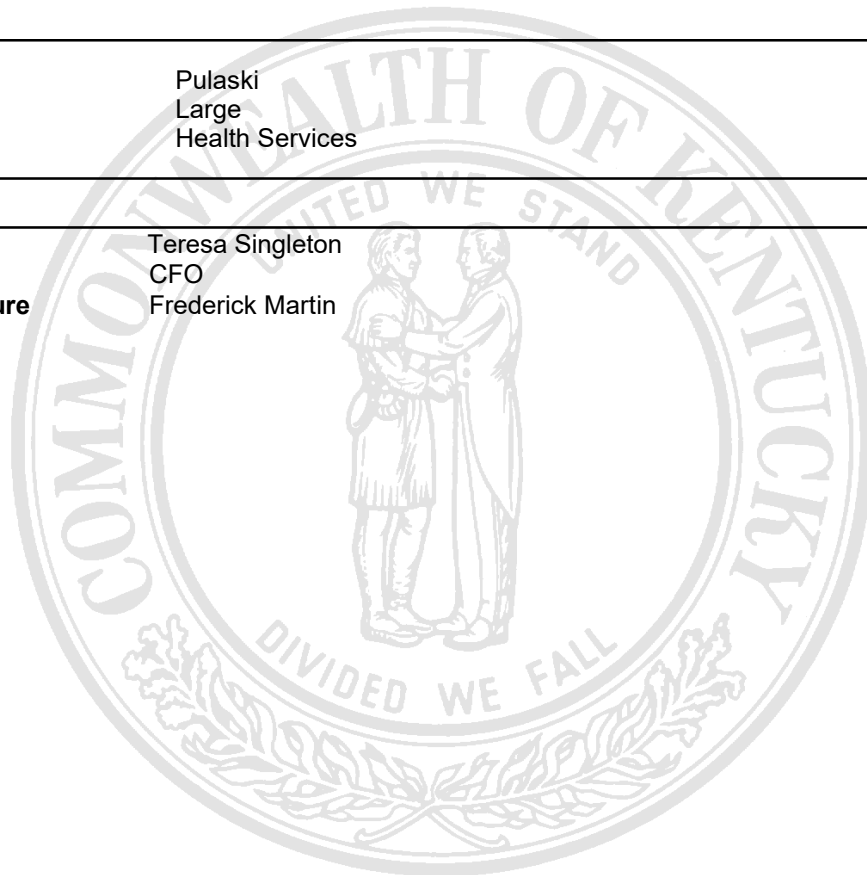 Pulaski
Large
Health Services
Teresa Singleton
CFO
ure Frederick Martin
COMMONWEALTH OF KENTUCKY
UNITED WE STAND
DIVIDED WE FALL